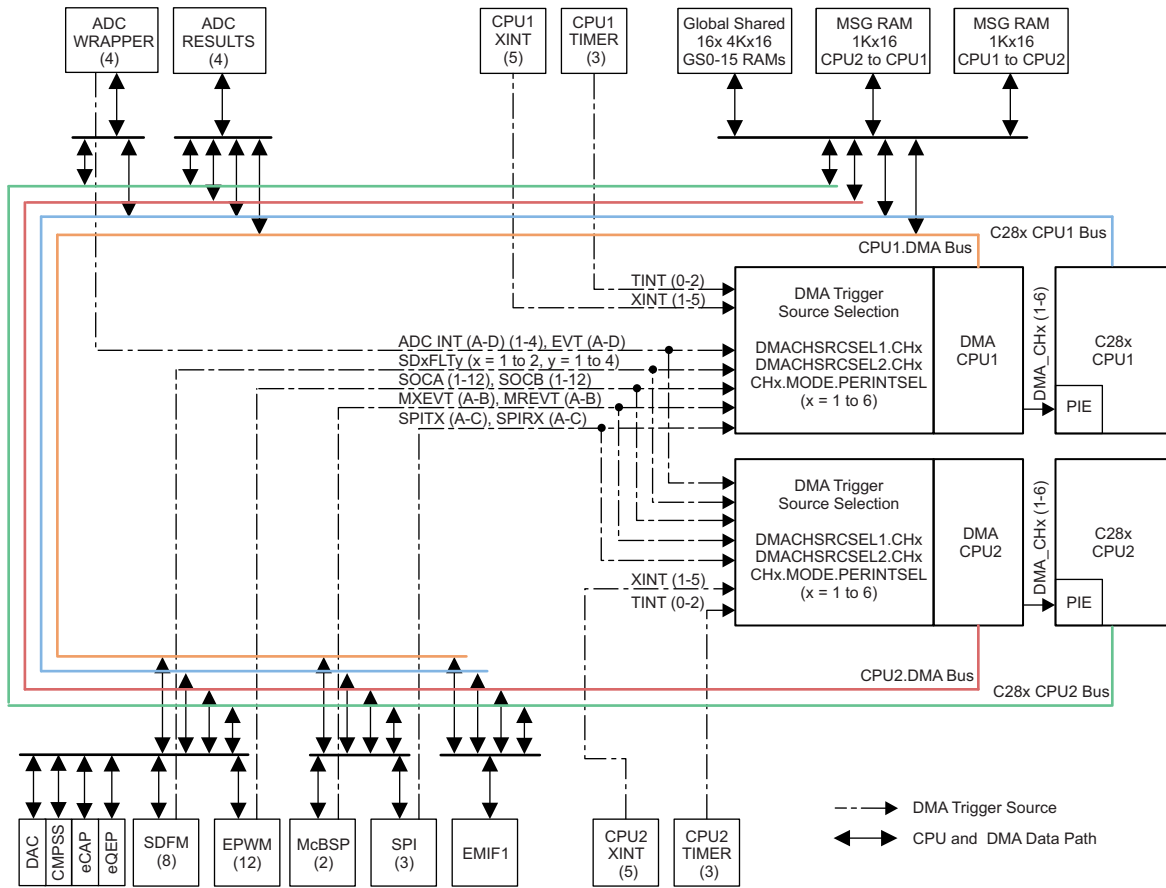 ADC
WRAPPER
(4)
ADC
RESULTS
(4)
CPU1
XINT
(5)
CPU1
TIMER
(3)
Global Shared
16x 4Kx16
GS0-15 RAMs
MSG RAM
1Kx16
CPU2 to CPU1
MSG RAM
1Kx16
CPU1 to CPU2
C28x CPU1 Bus
CPU1.DMA Bus
TINT (0-2)
XINT (1-5)
ADC INT (A-D) (1-4), EVT (A-D)
SDxFLTy (x = 1 to 2, y = 1 to 4)
SOCA (1-12), SOCB (1-12)
MXEVT (A-B), MREVT (A-B)
SPITX (A-C), SPIRX (A-C)
DMA Trigger
Source Selection
DMACHSRCSEL1.CHx
DMACHSRCSEL2.CHx
CHx.MODE.PERINTSEL
(x = 1 to 6)
DMA
CPU1
DMA_CHx (1-6)
C28x
CPU1
PIE
DMA Trigger
Source Selection
DMACHSRCSEL1.CHx
DMACHSRCSEL2.CHx
CHx.MODE.PERINTSEL
(x = 1 to 6)
DMA
CPU2
DMA_CHx (1-6)
C28x
CPU2
PIE
XINT (1-5)
TINT (0-2)
CPU2.DMA Bus
C28x CPU2 Bus
DAC
CMPSS
eCAP
eQEP
SDFM
(8)
EPWM
(12)
McBSP
(2)
SPI
(3)
EMIF1
CPU2
XINT
(5)
CPU2
TIMER
(3)
DMA Trigger Source
CPU and DMA Data Path